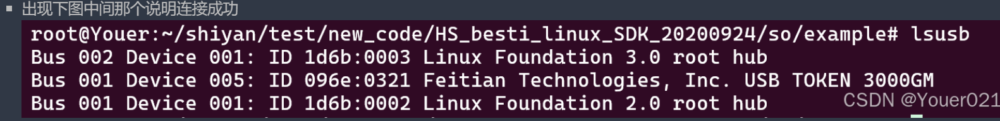 出现下图中间那个说明连接成功
root@Youer:~/shiyan/test/new_code/HS_besti_linux_SDK_20200924/so/example# lsusb
Bus 002 Device 001: ID 1d6b:0003 Linux Foundation 3.0 root hub
Bus 001 Device 005: ID 096e:0321 Feitian Technologies, Inc. USB TOKEN 3000GM
Bus 001 Device 001: ID 1d6b:0002 Linux Foundation 2.0 root hub
CSDN @Youer021